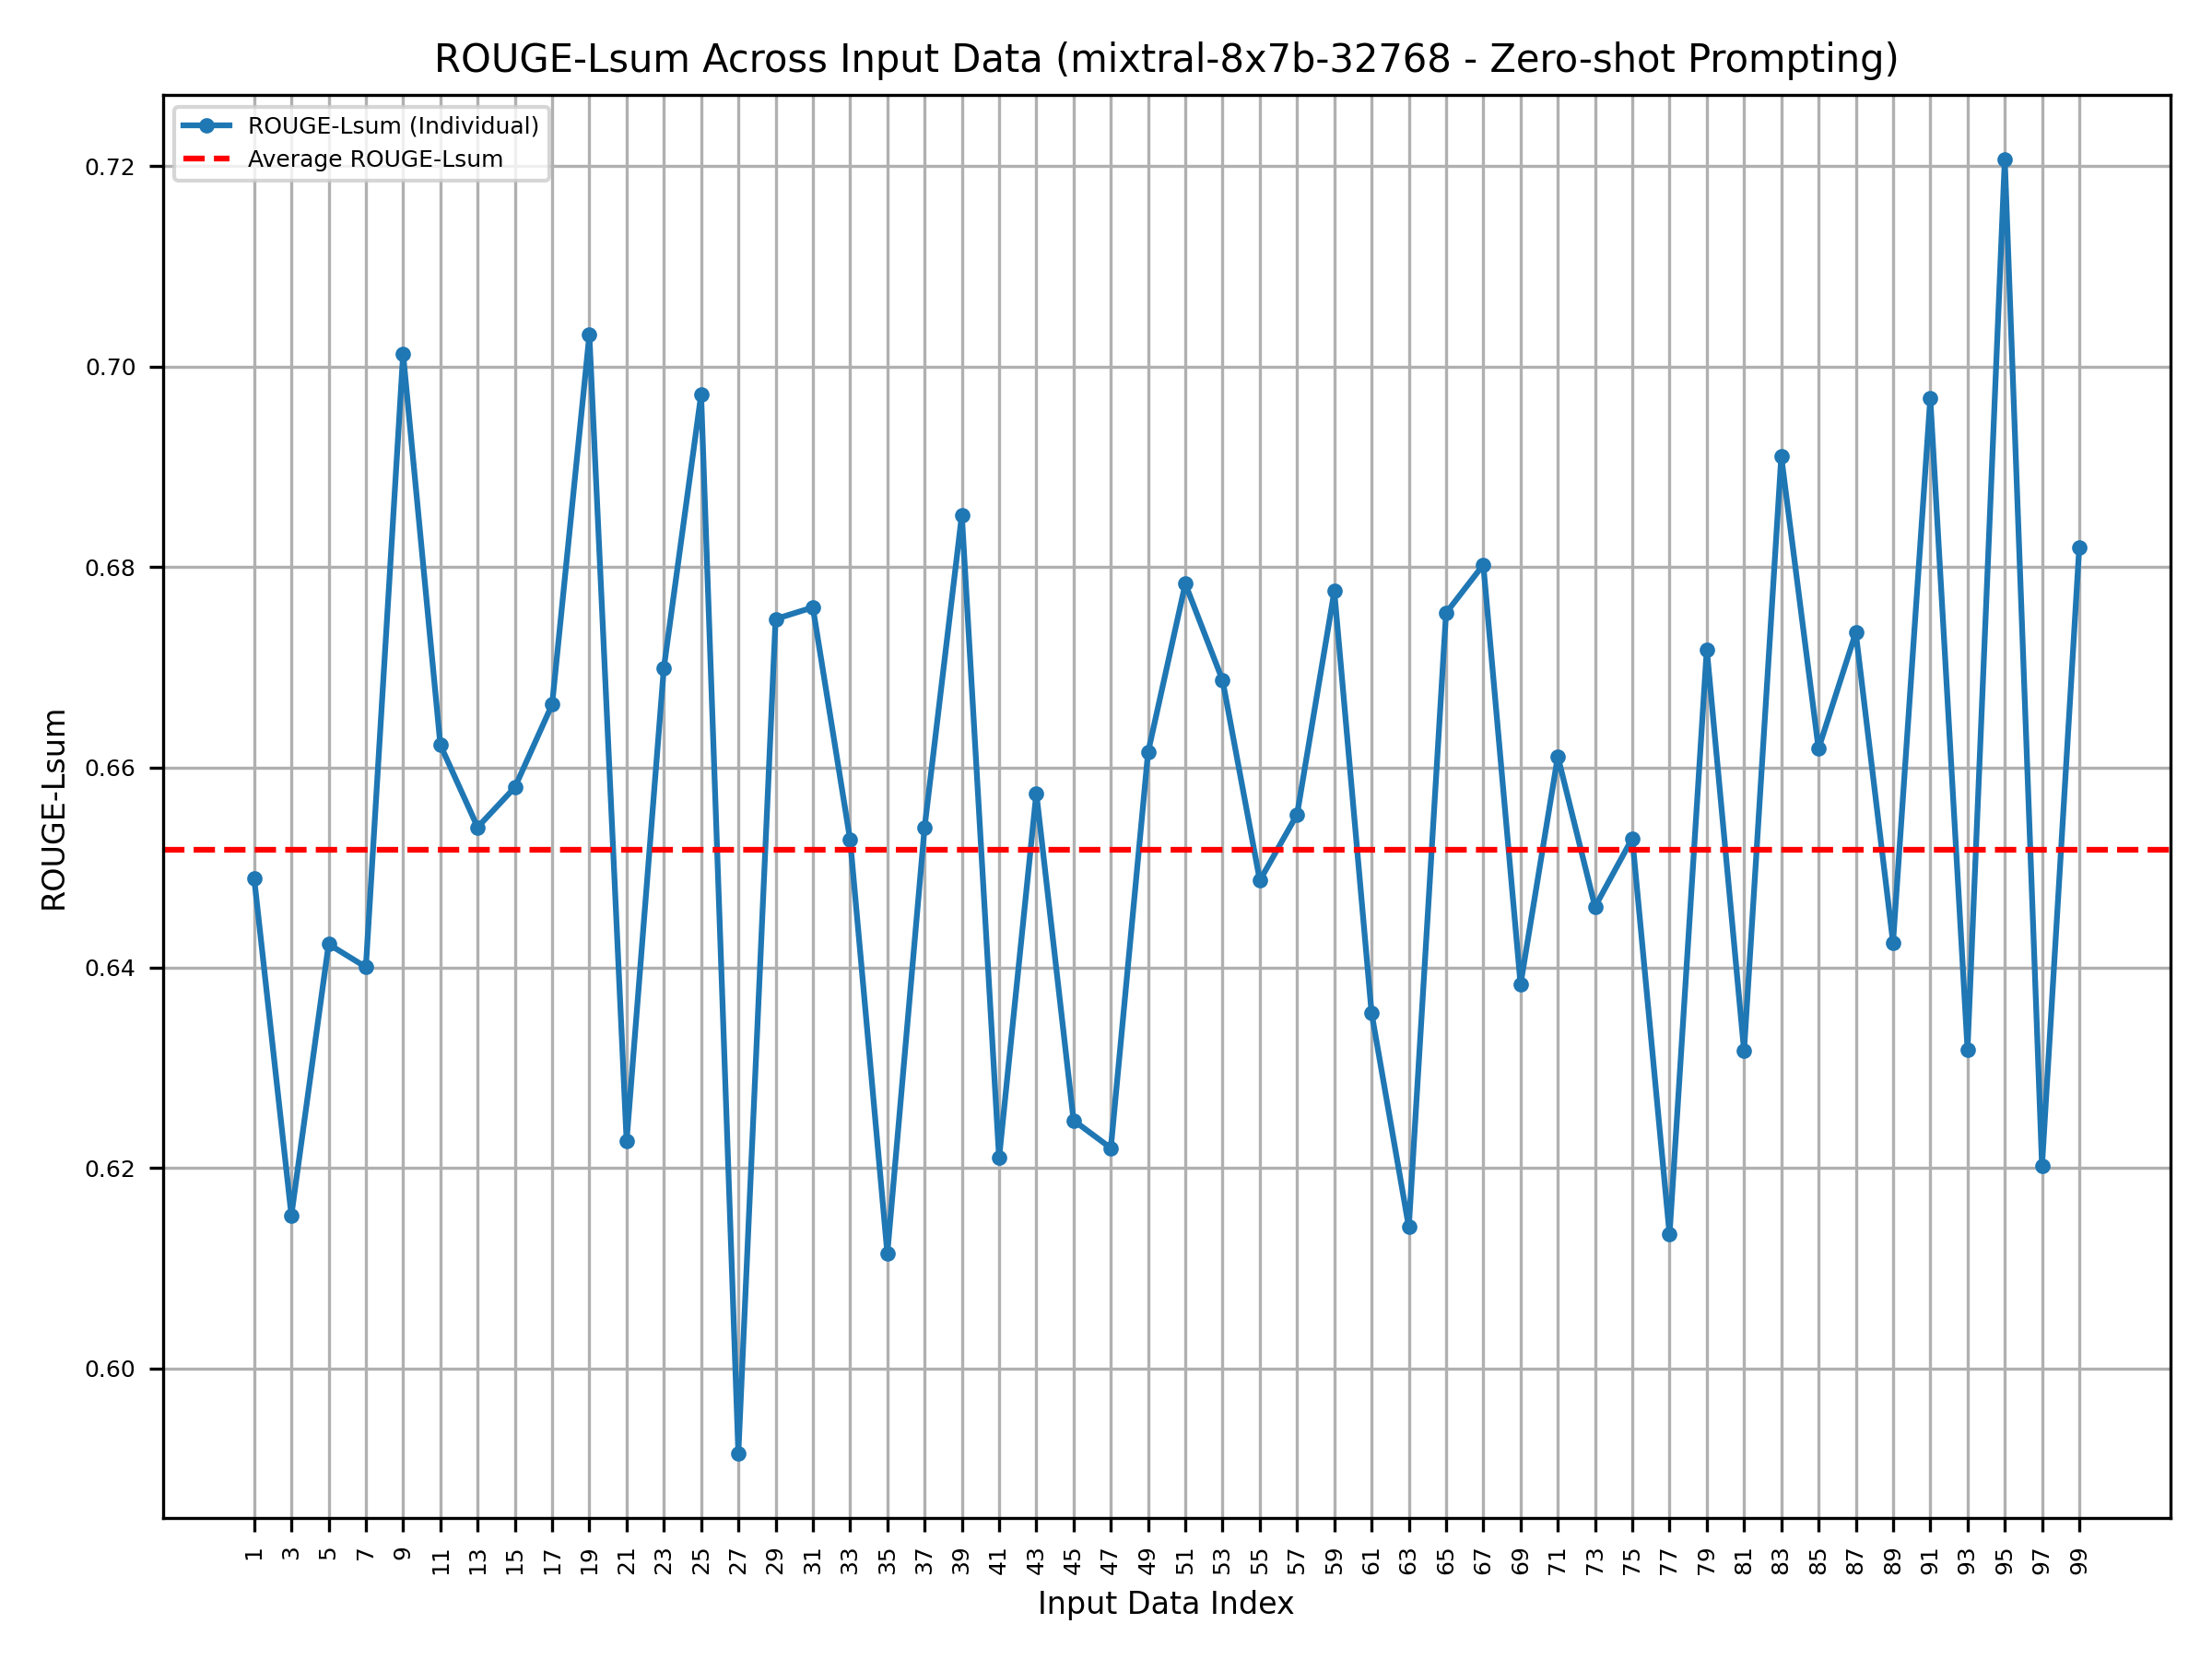 ROUGE-Lsum Across Input Data (mixtral-8x7b-32768 - Zero-shot Prompting)
ROUGE-Lsum (Individual)
Average ROUGE-Lsum
ROUGE-Lsum
0.72
0.70
0.68
0.66
0.64
0.62
0.60
1 3 5 7 9 11 13 15 17 19 21 23 25 27 29 31 33 35 37 39 41 43 45 47 49 51 53 55 57 59 61 63 65 67 69 71 73 75 77 79 81 83 85 87 89 91 93 95 97 99
Input Data Index